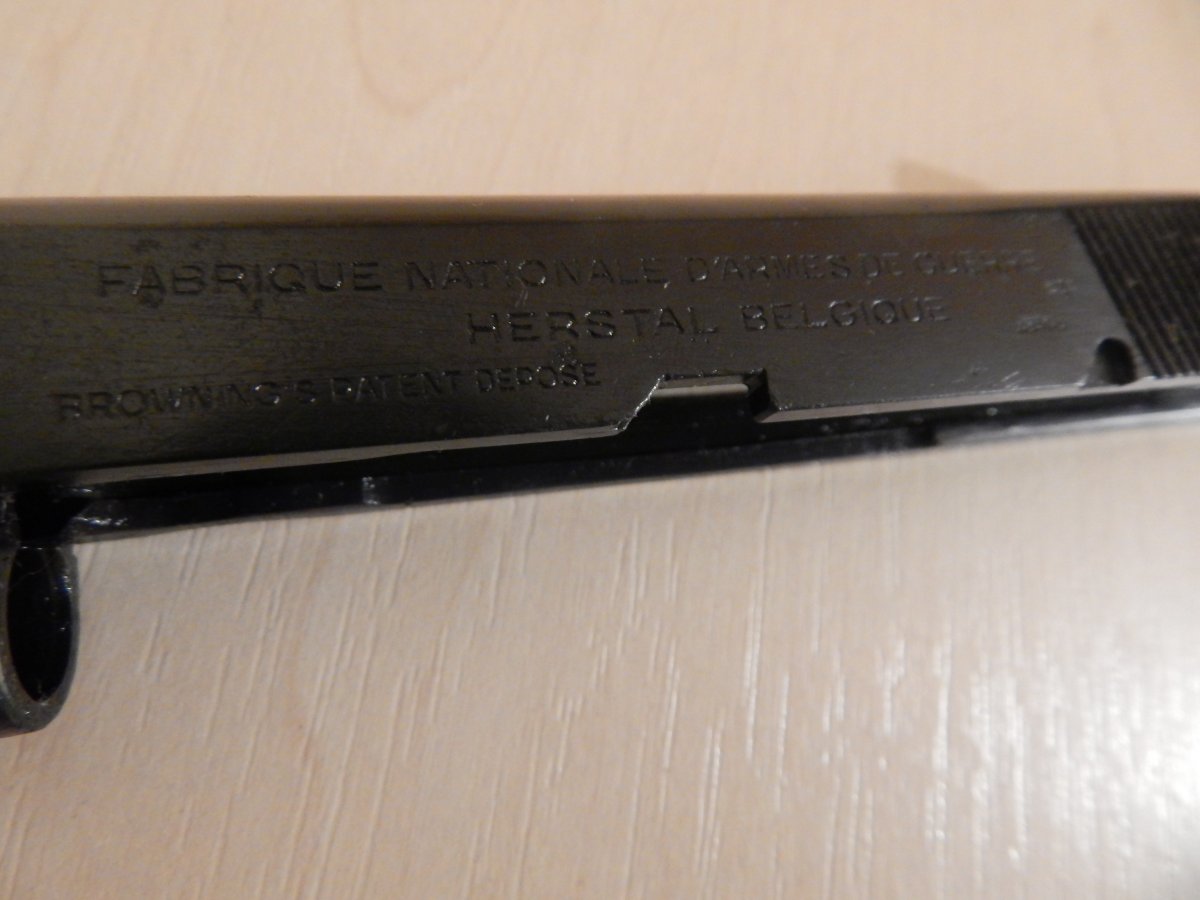 FABRIQUE NATIONALE D'ARMES DE GUERRE
HERSTAL BELGIQUE
BROWNING'S PATENT DEPOSE